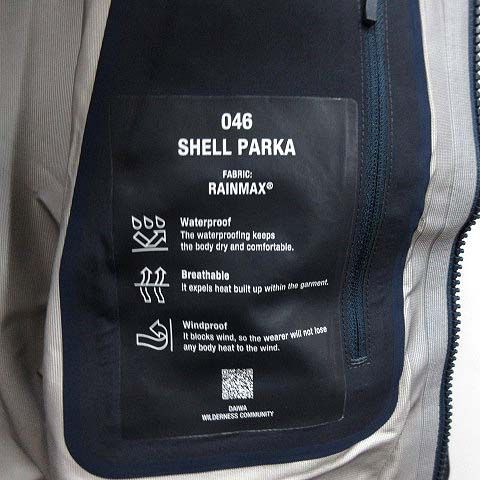 046
SHELL PARKA
FABRIC:
RAINMAX®
Waterproof
The waterproofing keeps
the body dry and comfortable.
Breathable
It expels heat built up within the garment.
Windproof
It blocks wind, so the wearer will not lose
any body heat to the wind.
DAIWA
WILDERNESS COMMUNITY